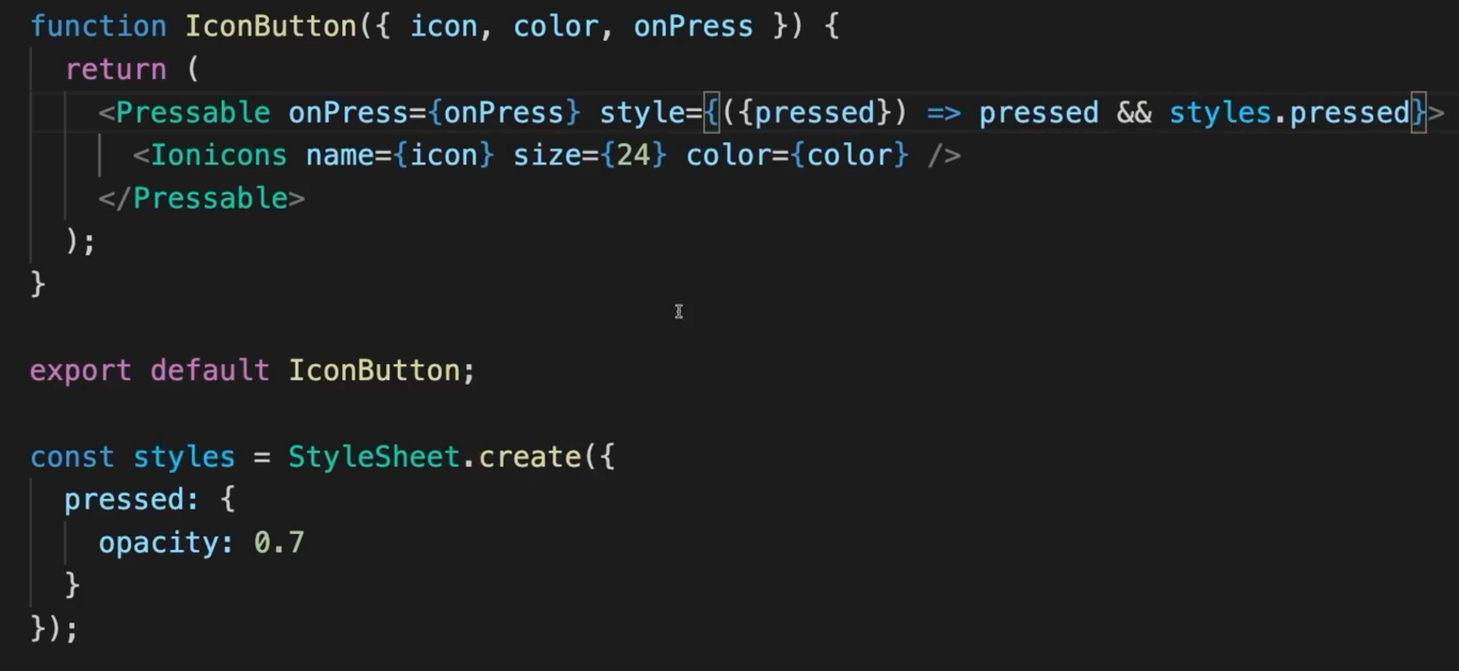 function IconButton({ icon, color, onPress }) {
return (
<Pressable onPress={onPress} style={({pressed}) => pressed && styles.pressed}>
<Ionicons name={icon} size={24} color={color} />
</Pressable>
);
}
export default IconButton;
const styles = StyleSheet.create({
pressed: {
opacity: 0.7
}
});